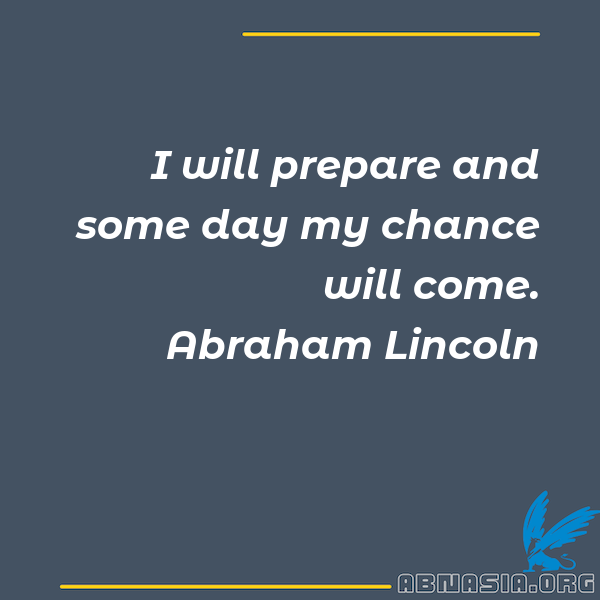 I will prepare and
some day my chance
will come.
Abraham Lincoln
ABNASIA.ORG